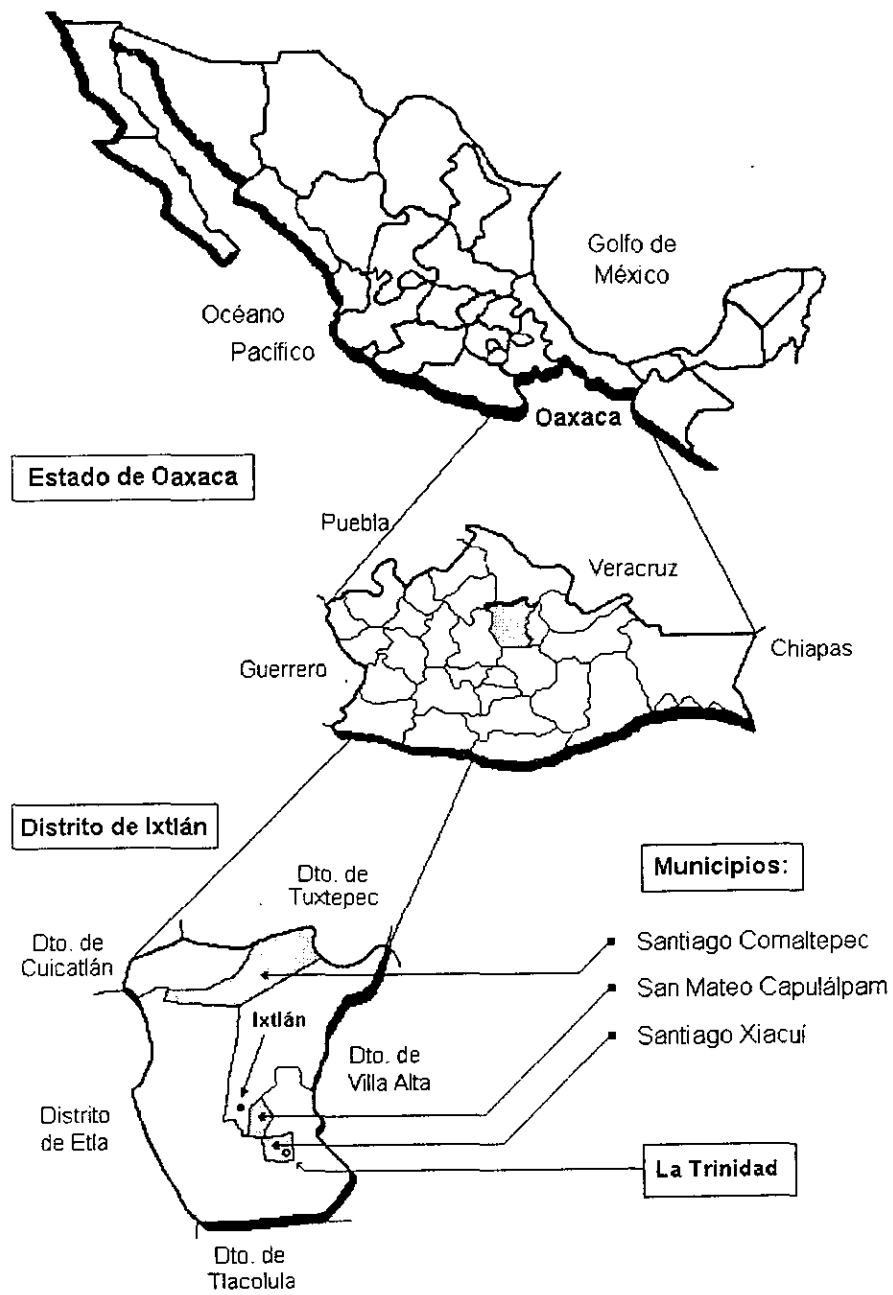 Golfo de
México
Océano
Pacífico
Oaxaca
Estado de Oaxaca
Puebla
Veracruz
Guerrero
Chiapas
Distrito de Ixtlán
Municipios:
Dto. de
Tuxtepec
Dto. de
Cuicatlán
Santiago Comaltepec
San Mateo Capulálpam
Santiago Xiacuí
Ixtlán
Dto. de
Villa Alta
Distrito
de Etla
La Trinidad
Dto. de
Tlacolula